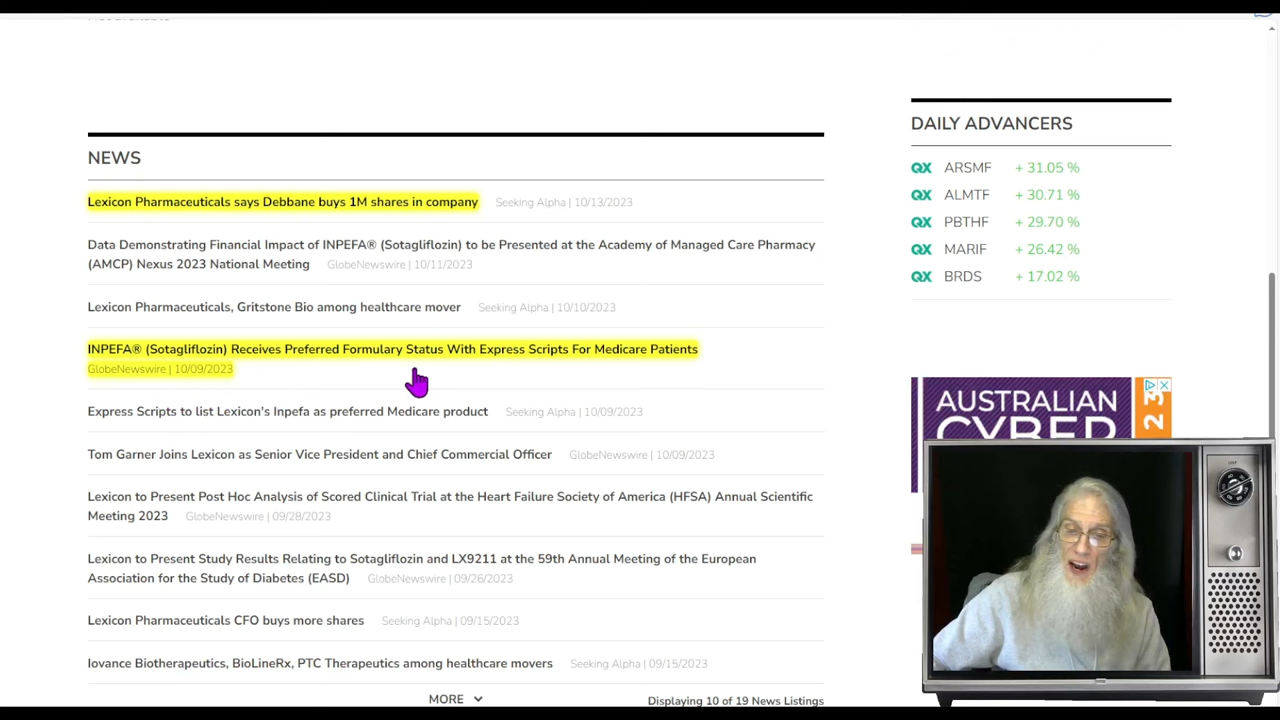 NEWS
Lexicon Pharmaceuticals says Debbane buys 1M shares in company Seeking Alpha | 10/13/2023
Data Demonstrating Financial Impact of INPEFA® (Sotagliflozin) to be Presented at the Academy of Managed Care Pharmacy
(AMCP) Nexus 2023 National Meeting GlobeNewswire | 10/11/2023
Lexicon Pharmaceuticals, Gritstone Bio among healthcare mover Seeking Alpha | 10/10/2023
INPEFA® (Sotagliflozin) Receives Preferred Formulary Status With Express Scripts For Medicare Patients
GlobeNewswire | 10/09/2023
Express Scripts to list Lexicon's Inpefa as preferred Medicare product Seeking Alpha | 10/09/2023
Tom Garner Joins Lexicon as Senior Vice President and Chief Commercial Officer GlobeNewswire | 10/09/2023
Lexicon to Present Post Hoc Analysis of Scored Clinical Trial at the Heart Failure Society of America (HFSA) Annual Scientific
Meeting 2023 GlobeNewswire | 09/28/2023
Lexicon to Present Study Results Relating to Sotagliflozin and LX9211 at the 59th Annual Meeting of the European
Association for the Study of Diabetes (EASD) GlobeNewswire | 09/26/2023
Lexicon Pharmaceuticals CFO buys more shares Seeking Alpha | 09/15/2023
Iovance Biotherapeutics, BioLineRx, PTC Therapeutics among healthcare movers Seeking Alpha | 09/15/2023
MORE
Displaying 10 of 19 News Listings
DAILY ADVANCERS
QX ARSMF + 31.05 %
QX ALMTF + 30.71 %
QX PBTHF + 29.70 %
QX MARIF + 26.42 %
QX BRDS + 17.02 %
AUSTRALIAN
CYBER
23